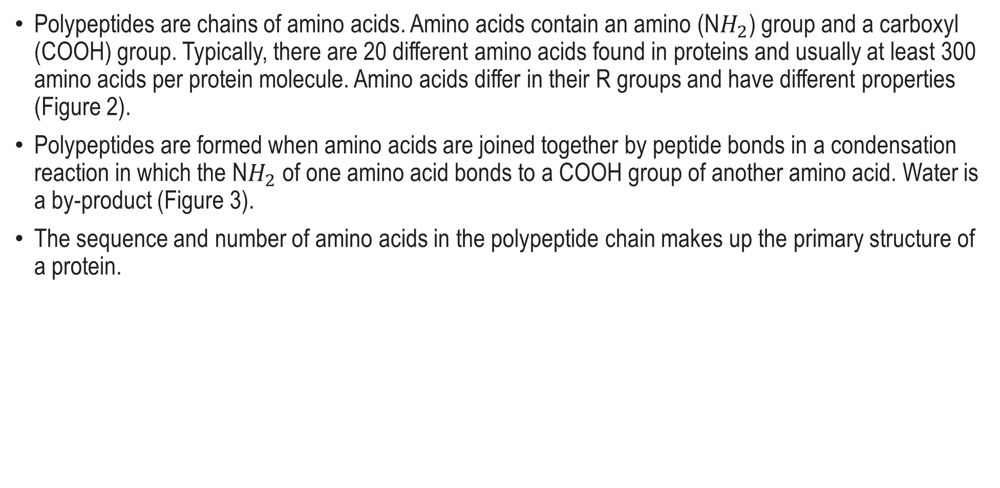 • Polypeptides are chains of amino acids. Amino acids contain an amino (NH₂) group and a carboxyl
(COOH) group. Typically, there are 20 different amino acids found in proteins and usually at least 300
amino acids per protein molecule. Amino acids differ in their R groups and have different properties
(Figure 2).
• Polypeptides are formed when amino acids are joined together by peptide bonds in a condensation
reaction in which the NH₂ of one amino acid bonds to a COOH group of another amino acid. Water is
a by-product (Figure 3).
• The sequence and number of amino acids in the polypeptide chain makes up the primary structure of
a protein.